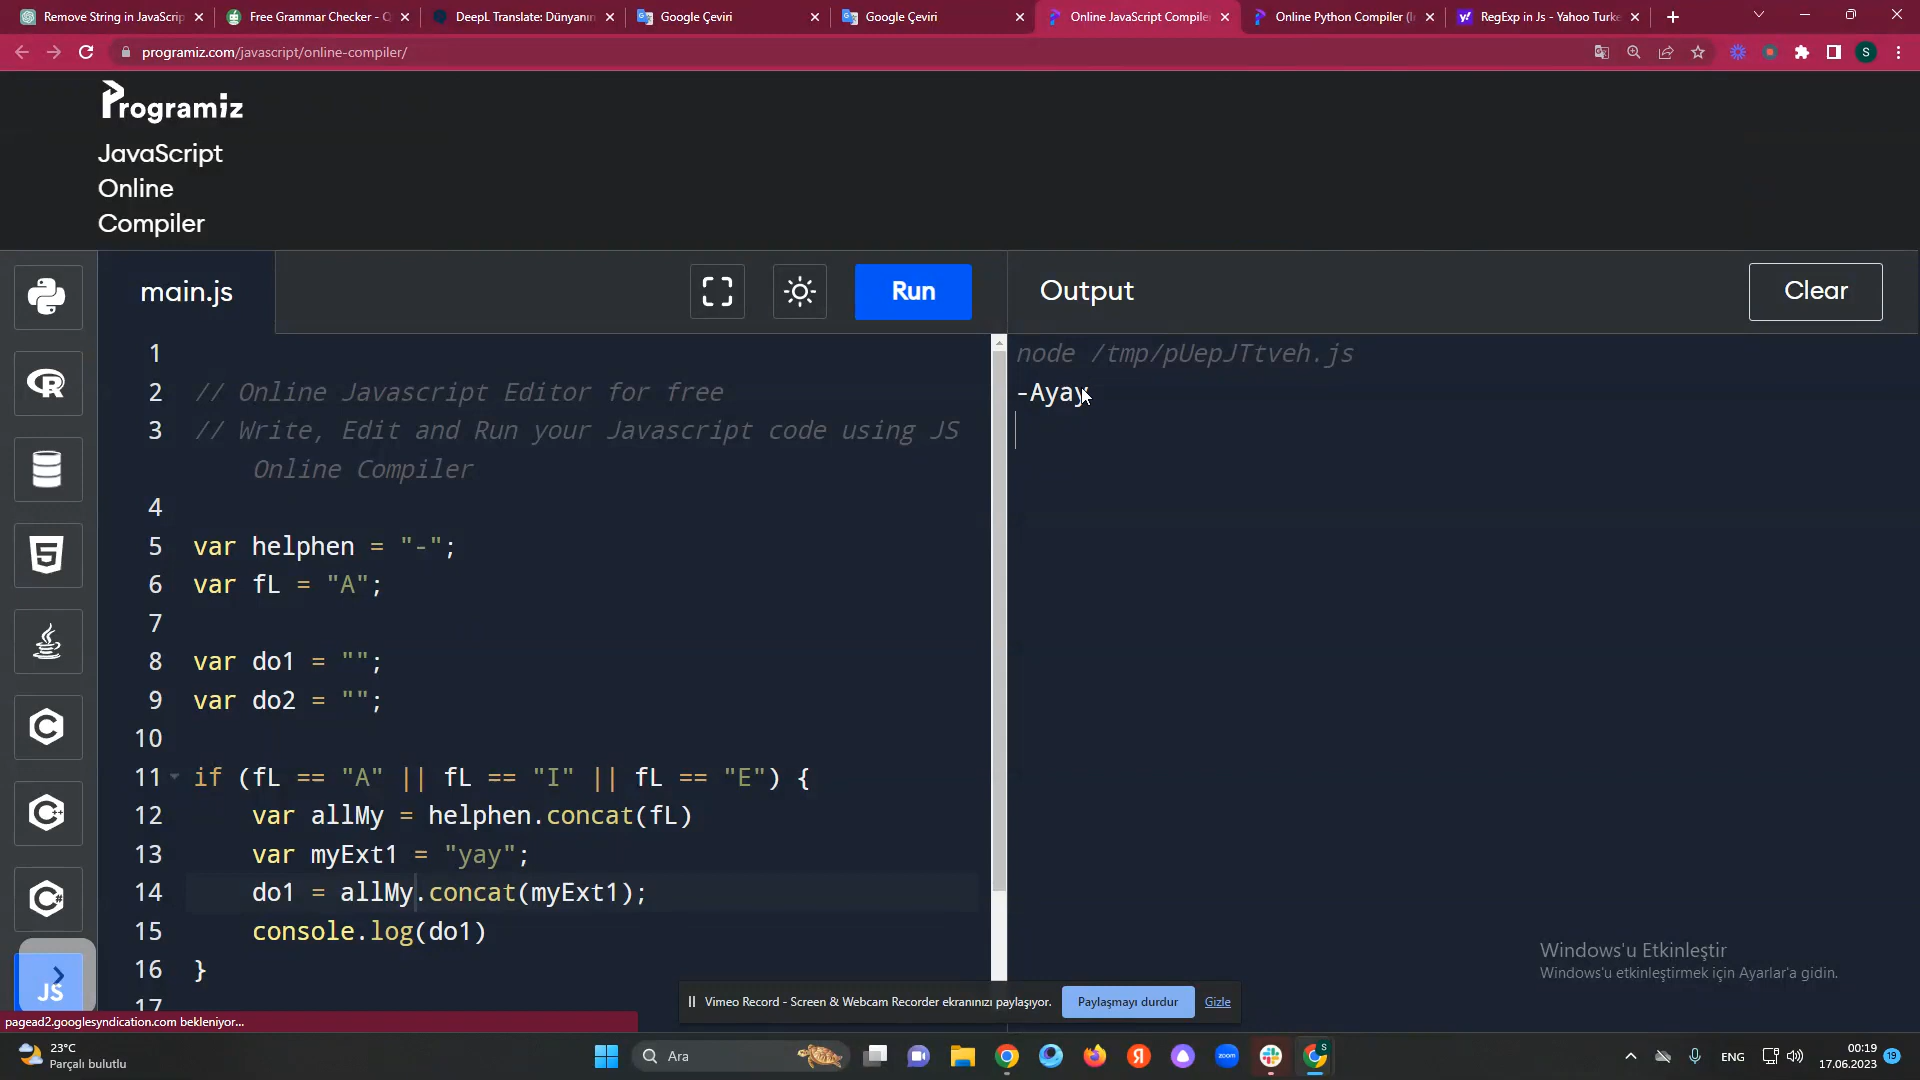 Remove String in JavaScrip
Free Grammar Checker - Q
DeepL Translate: Dünyanın
Google Çeviri
Google Çeviri
Online JavaScript Compiler
Online Python Compiler (I
RegExp in Js - Yahoo Turke
programiz.com/javascript/online-compiler/
S
Programiz
JavaScript
Online
Compiler
main.js
Run
Output
Clear
1
2 // Online Javascript Editor for free
3 // Write, Edit and Run your Javascript code using JS
Online Compiler
4
5 var helphen = "-";
6 var fL = "A";
7
8 var do1 = "";
9 var do2 = "";
10
11 if (fL == "A" || fL == "I" || fL == "E") {
12 var allMy = helphen.concat(fL)
13 var myExt1 = "yay";
14 do1 = allMy.concat(myExt1);
15 console.log(do1)
16 }
17
node /tmp/pUepJTtveh.js
-Ayay
JS
Windows'u Etkinleştir
Windows'u etkinleştirmek için Ayarlar'a gidin.
Vimeo Record - Screen & Webcam Recorder ekranınızı paylaşıyor.
Paylaşmayı durdur
Gizle
pagead2.googlesyndication.com bekleniyor...
23°C
Parçalı bulutlu
Ara
zoom
ENG
00:19
17.06.2023
19